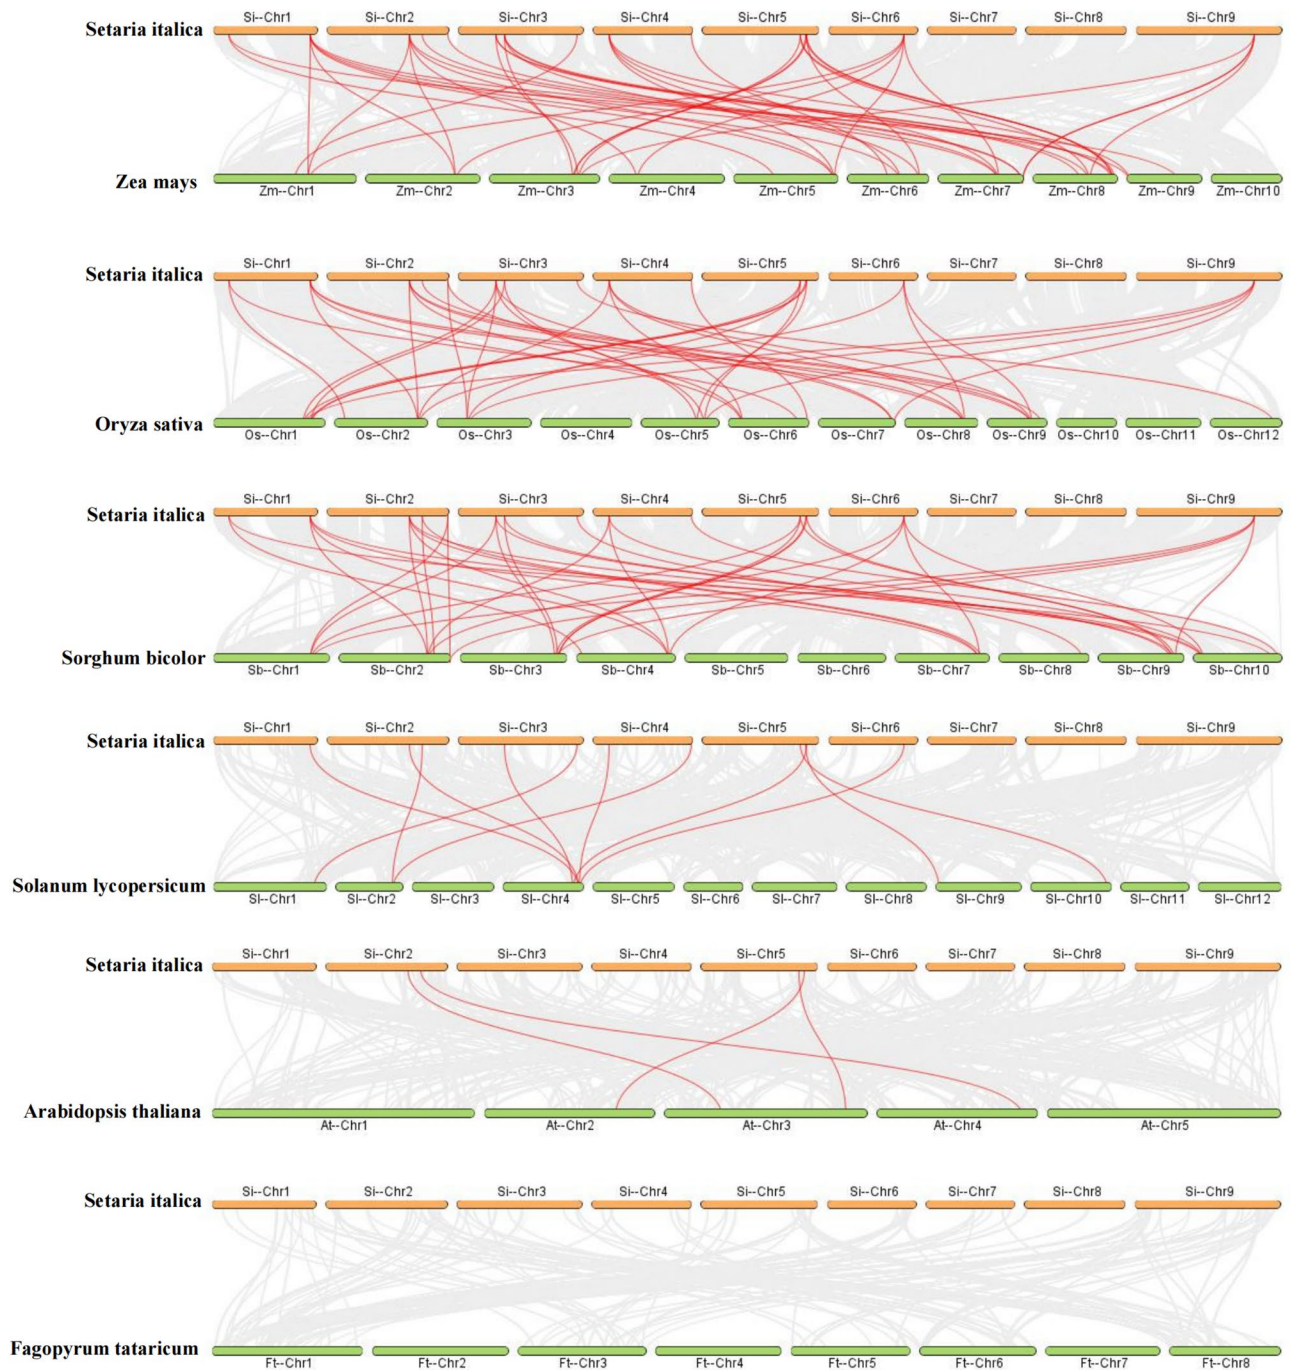 Si--Chr1 Si--Chr2 Si--Chr3 Si--Chr4 Si--Chr5 Si--Chr6 Si--Chr7 Si--Chr8 Si--Chr9
Setaria italica
Zea mays
Zm--Chr1 Zm--Chr2 Zm--Chr3 Zm--Chr4 Zm--Chr5 Zm--Chr6 Zm--Chr7 Zm--Chr8 Zm--Chr9 Zm--Chr10
Si--Chr1 Si--Chr2 Si--Chr3 Si--Chr4 Si--Chr5 Si--Chr6 Si--Chr7 Si--Chr8 Si--Chr9
Setaria italica
Oryza sativa
Os--Chr1 Os--Chr2 Os--Chr3 Os--Chr4 Os--Chr5 Os--Chr6 Os--Chr7 Os--Chr8 Os--Chr9 Os--Chr10 Os--Chr11 Os--Chr12
Si--Chr1 Si--Chr2 Si--Chr3 Si--Chr4 Si--Chr5 Si--Chr6 Si--Chr7 Si--Chr8 Si--Chr9
Setaria italica
Sorghum bicolor
Sb--Chr1 Sb--Chr2 Sb--Chr3 Sb--Chr4 Sb--Chr5 Sb--Chr6 Sb--Chr7 Sb--Chr8 Sb--Chr9 Sb--Chr10
Si--Chr1 Si--Chr2 Si--Chr3 Si--Chr4 Si--Chr5 Si--Chr6 Si--Chr7 Si--Chr8 Si--Chr9
Setaria italica
Solanum lycopersicum
Sl--Chr1 Sl--Chr2 Sl--Chr3 Sl--Chr4 Sl--Chr5 Sl--Chr6 Sl--Chr7 Sl--Chr8 Sl--Chr9 Sl--Chr10 Sl--Chr11 Sl--Chr12
Si--Chr1 Si--Chr2 Si--Chr3 Si--Chr4 Si--Chr5 Si--Chr6 Si--Chr7 Si--Chr8 Si--Chr9
Setaria italica
Arabidopsis thaliana
At--Chr1 At--Chr2 At--Chr3 At--Chr4 At--Chr5
Si--Chr1 Si--Chr2 Si--Chr3 Si--Chr4 Si--Chr5 Si--Chr6 Si--Chr7 Si--Chr8 Si--Chr9
Setaria italica
Fagopyrum tataricum
Ft--Chr1 Ft--Chr2 Ft--Chr3 Ft--Chr4 Ft--Chr5 Ft--Chr6 Ft--Chr7 Ft--Chr8